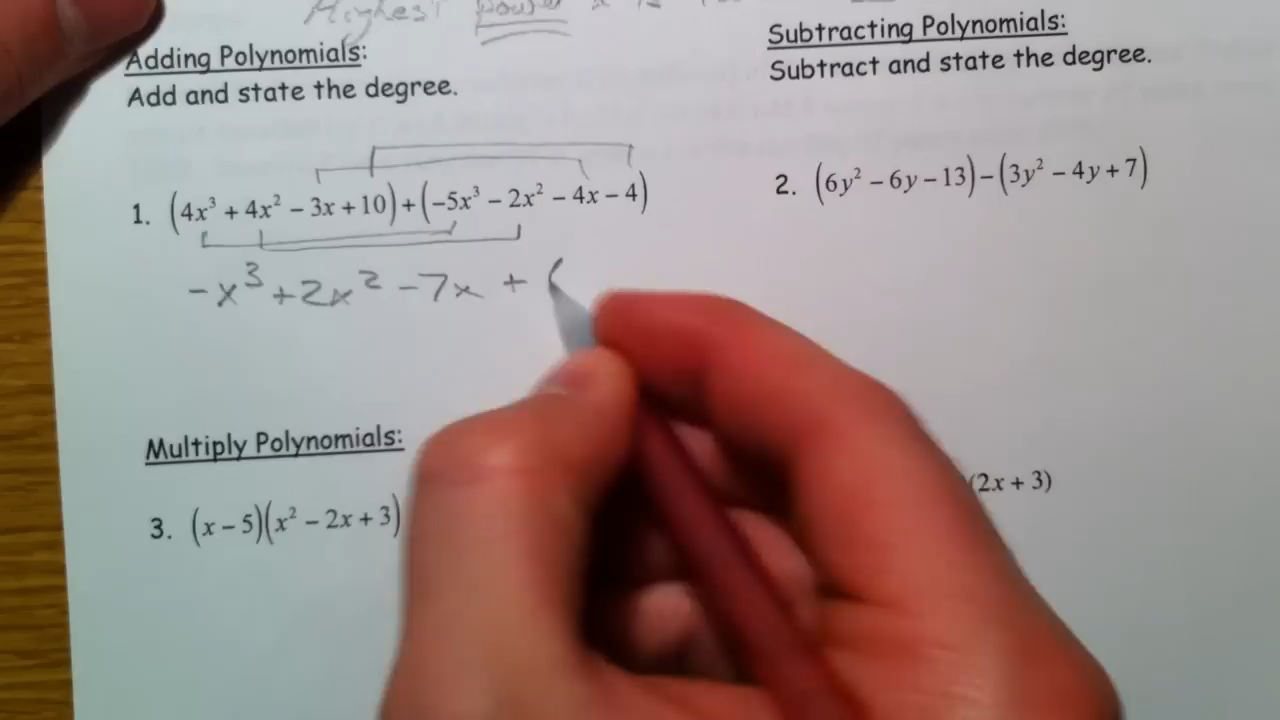 Highest power
Adding Polynomials:
Add and state the degree.
1. (4x³ + 4x² − 3x + 10) + (−5x³ − 2x² − 4x − 4)
-x³ + 2x² - 7x +
Subtracting Polynomials:
Subtract and state the degree.
2. (6y² − 6y − 13) − (3y² − 4y + 7)
Multiply Polynomials:
3. (x − 5)(x² − 2x + 3)
(2x + 3)